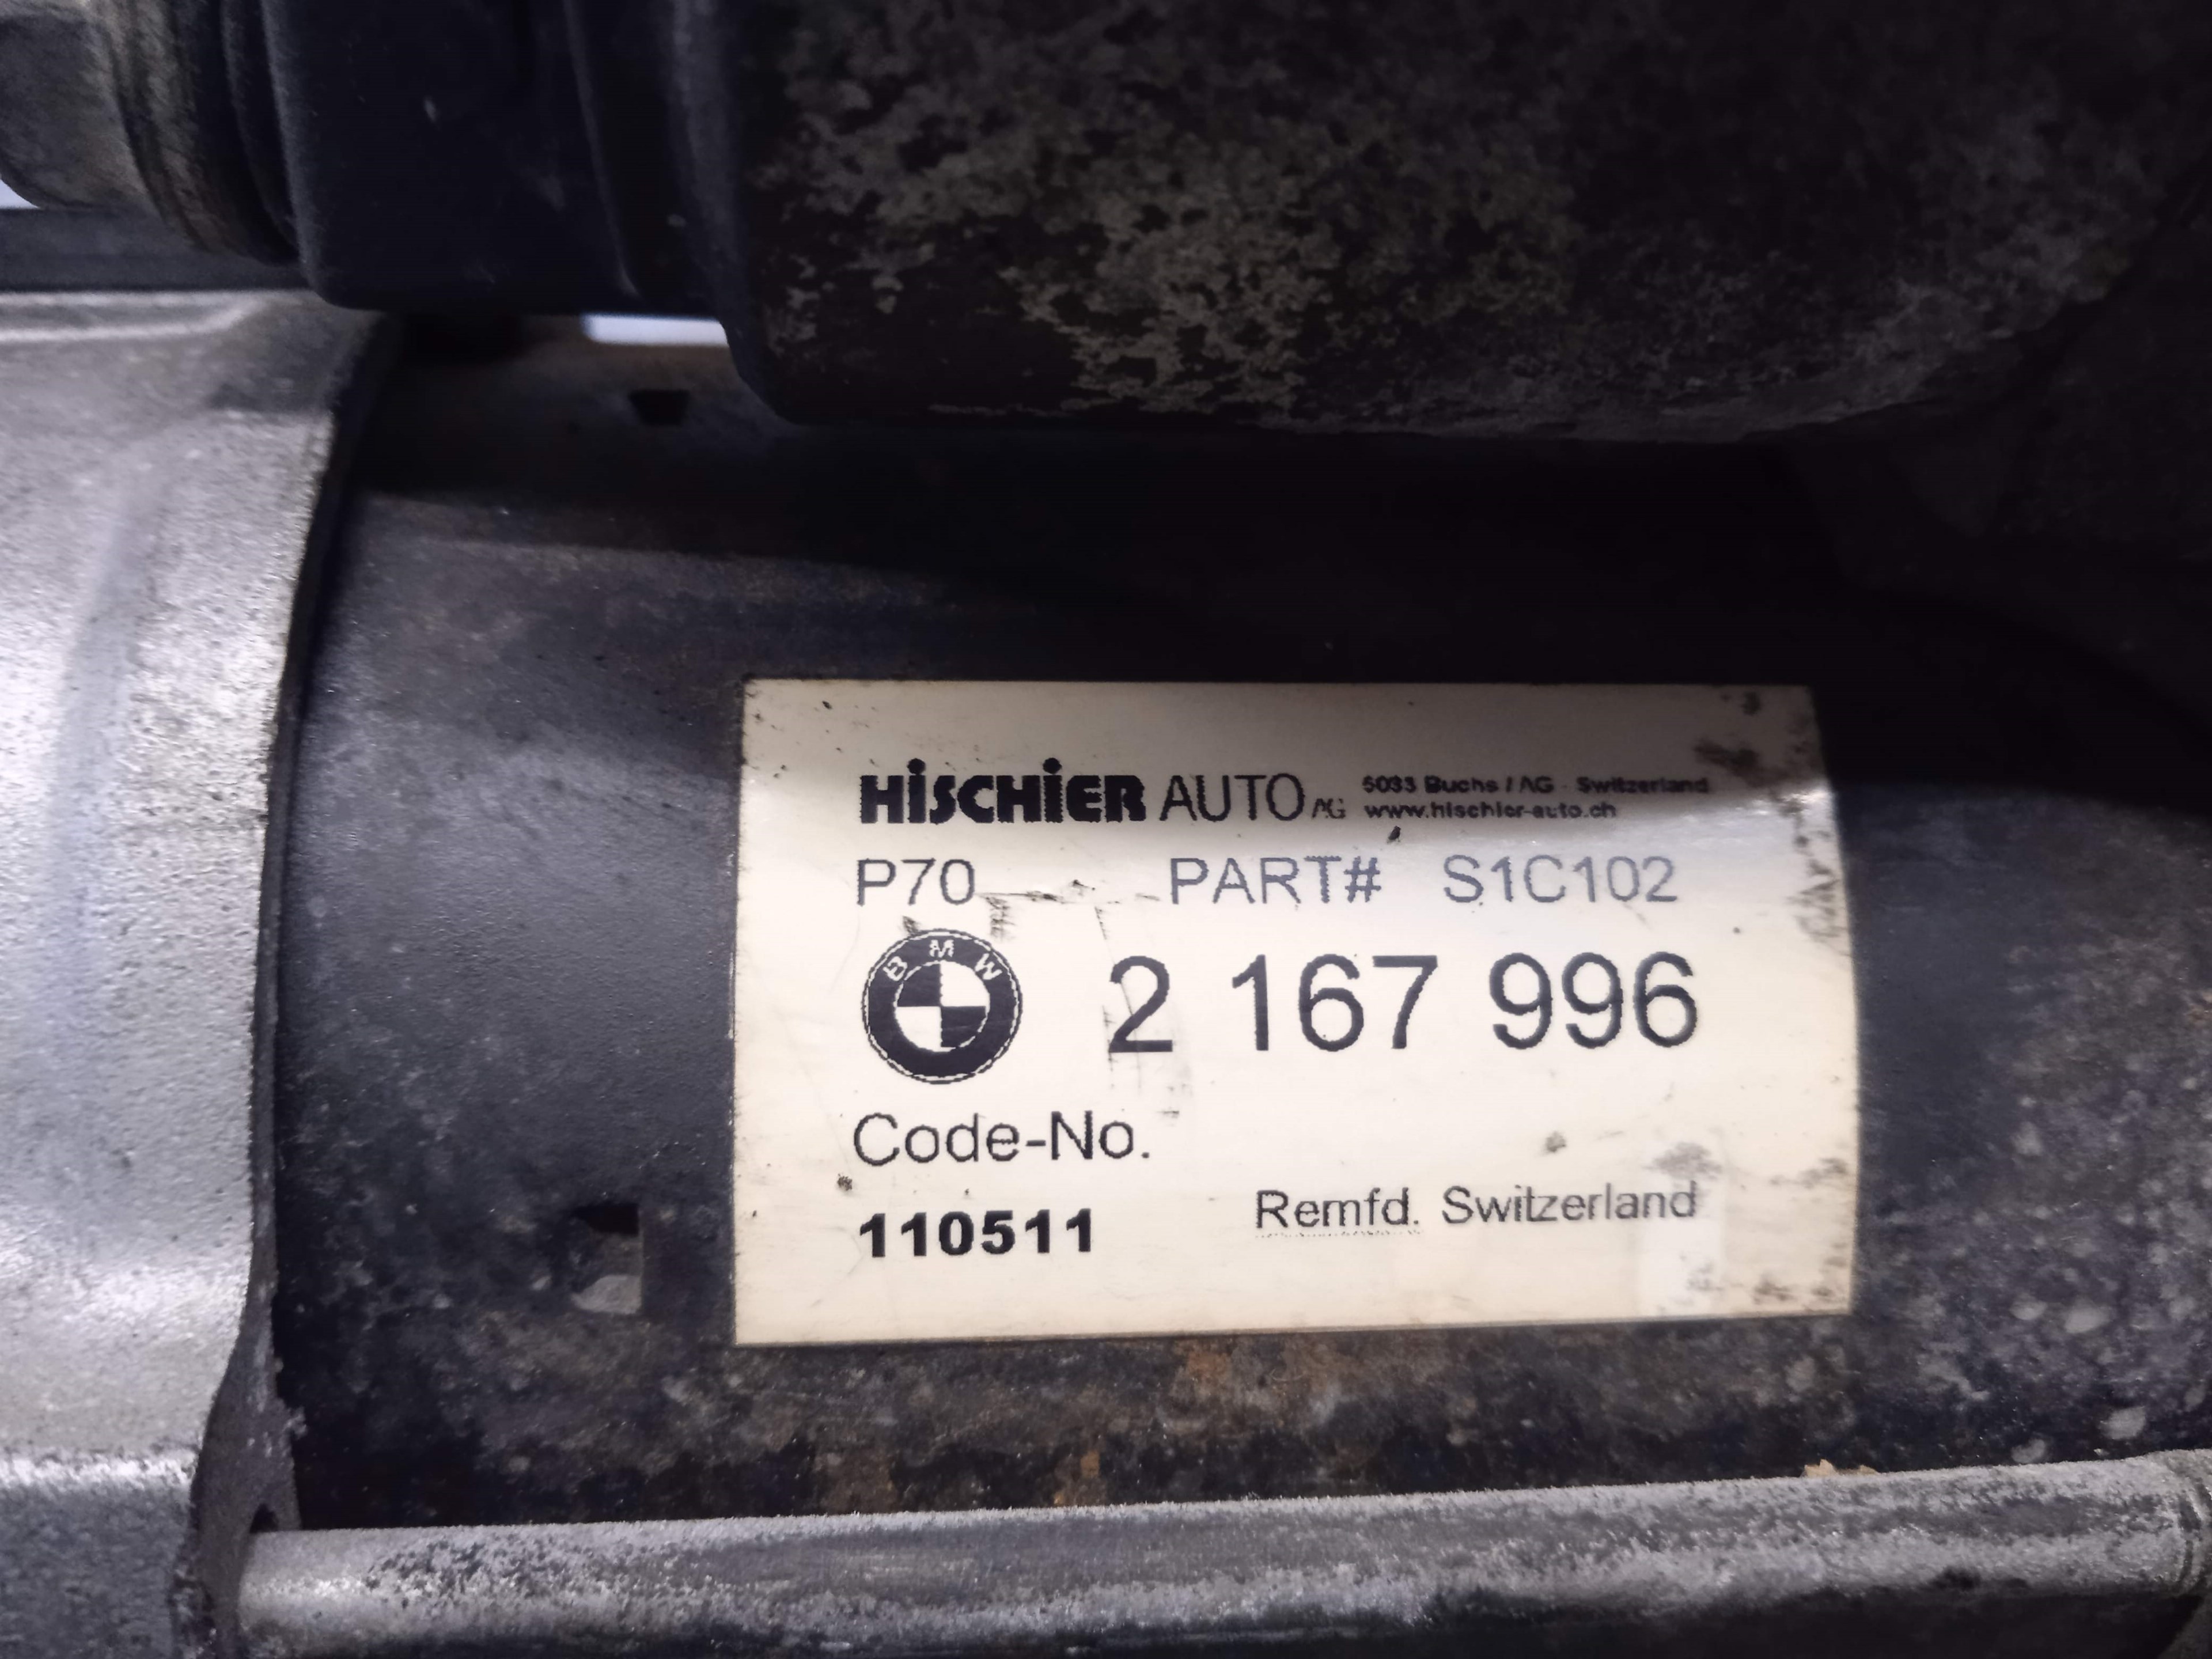 HiSCHiER AUTO AG 5033 Buchs / AG - Switzerland
www.hischier-auto.ch
P70 PART# S1C102
BMW 2 167 996
Code-No.
110511 Remfd. Switzerland